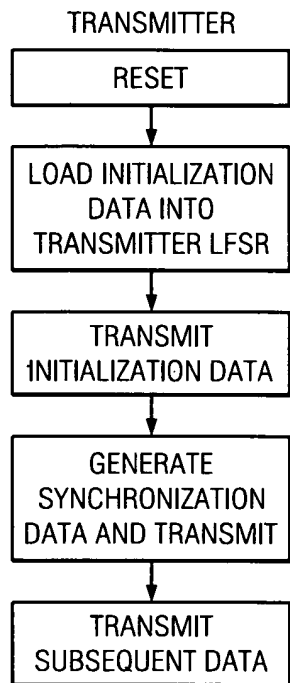 TRANSMITTER
RESET
LOAD INITIALIZATION
DATA INTO
TRANSMITTER LFSR
TRANSMIT
INITIALIZATION DATA
GENERATE
SYNCHRONIZATION
DATA AND TRANSMIT
TRANSMIT
SUBSEQUENT DATA